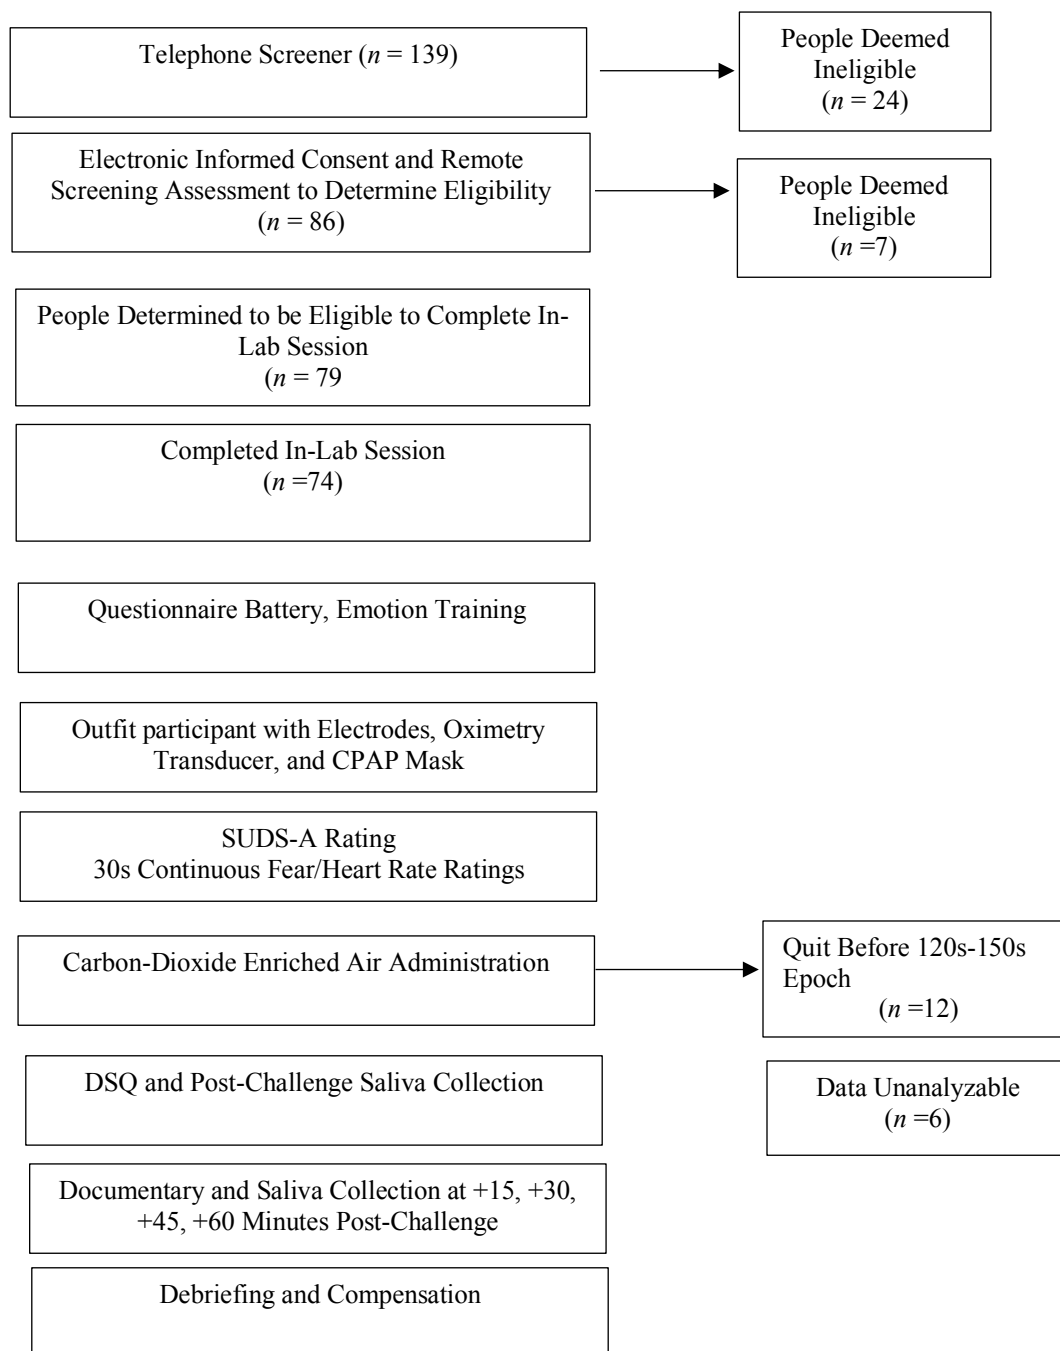 Telephone Screener (n = 139)
People Deemed
Ineligible
(n = 24)
Electronic Informed Consent and Remote
Screening Assessment to Determine Eligibility
(n = 86)
People Deemed
Ineligible
(n =7)
People Determined to be Eligible to Complete In-
Lab Session
(n = 79
Completed In-Lab Session
(n =74)
Questionnaire Battery, Emotion Training
Outfit participant with Electrodes, Oximetry
Transducer, and CPAP Mask
SUDS-A Rating
30s Continuous Fear/Heart Rate Ratings
Carbon-Dioxide Enriched Air Administration
Quit Before 120s-150s
Epoch
(n =12)
DSQ and Post-Challenge Saliva Collection
Data Unanalyzable
(n =6)
Documentary and Saliva Collection at +15, +30,
+45, +60 Minutes Post-Challenge
Debriefing and Compensation